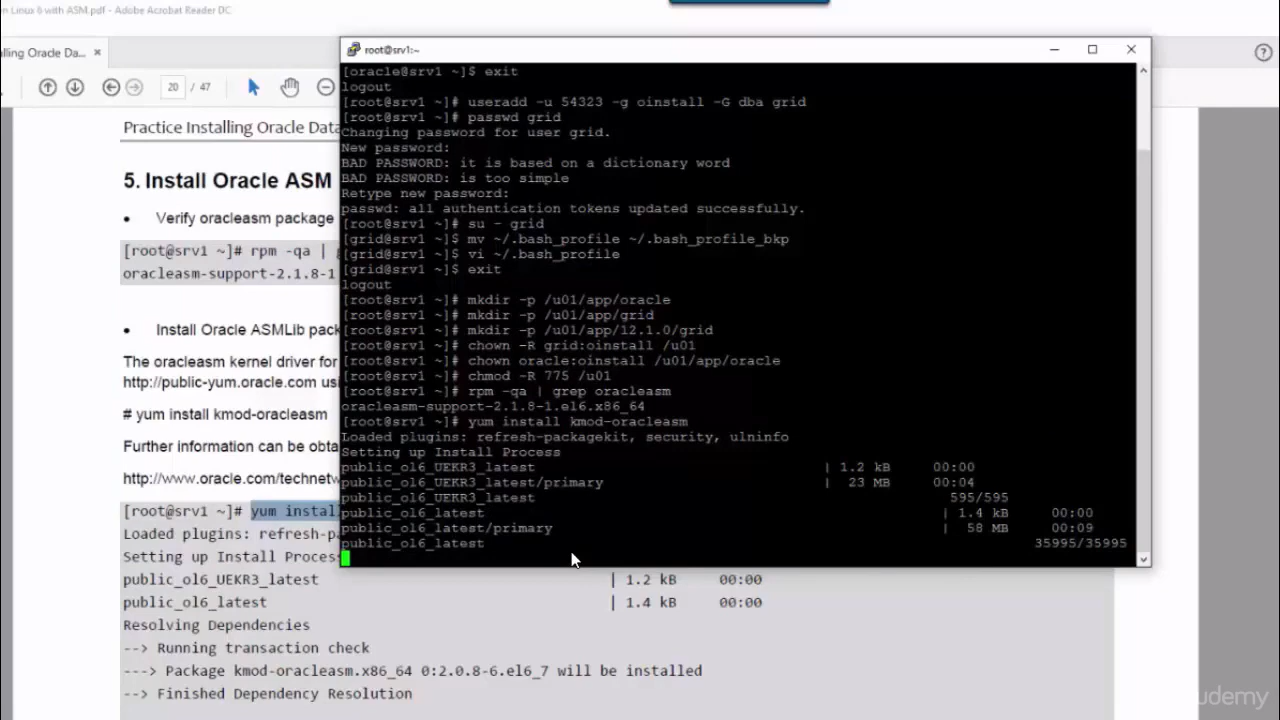 en Linux 6 with ASM.pdf - Adobe Acrobat Reader DC
lling Oracle Da... ×
20 / 47
Practice Installing Oracle Data
5. Install Oracle ASM
• Verify oracleasm package
[root@srv1 ~]# rpm -qa |
oracleasm-support-2.1.8-1
• Install Oracle ASMLib pack
The oracleasm kernel driver for
http://public-yum.oracle.com usi
# yum install kmod-oracleasm
Further information can be obta
http://www.oracle.com/technetw
[root@srv1 ~]# yum install
Loaded plugins: refresh-pa
Setting up Install Proces
public_ol6_UEKR3_latest | 1.2 kB 00:00
public_ol6_latest | 1.4 kB 00:00
Resolving Dependencies
--> Running transaction check
---> Package kmod-oracleasm.x86_64 0:2.0.8-6.el6_7 will be installed
--> Finished Dependency Resolution
root@srv1:~
[oracle@srv1 ~]$ exit
logout
[root@srv1 ~]# useradd -u 54323 -g oinstall -G dba grid
[root@srv1 ~]# passwd grid
Changing password for user grid.
New password:
BAD PASSWORD: it is based on a dictionary word
BAD PASSWORD: is too simple
Retype new password:
passwd: all authentication tokens updated successfully.
[root@srv1 ~]# su - grid
[grid@srv1 ~]$ mv ~/.bash_profile ~/.bash_profile_bkp
[grid@srv1 ~]$ vi ~/.bash_profile
[grid@srv1 ~]$ exit
logout
[root@srv1 ~]# mkdir -p /u01/app/oracle
[root@srv1 ~]# mkdir -p /u01/app/grid
[root@srv1 ~]# mkdir -p /u01/app/12.1.0/grid
[root@srv1 ~]# chown -R grid:oinstall /u01
[root@srv1 ~]# chown oracle:oinstall /u01/app/oracle
[root@srv1 ~]# chmod -R 775 /u01
[root@srv1 ~]# rpm -qa | grep oracleasm
oracleasm-support-2.1.8-1.el6.x86_64
[root@srv1 ~]# yum install kmod-oracleasm
Loaded plugins: refresh-packagekit, security, ulninfo
Setting up Install Process
public_ol6_UEKR3_latest | 1.2 kB 00:00
public_ol6_UEKR3_latest/primary | 23 MB 00:04
public_ol6_UEKR3_latest 595/595
public_ol6_latest | 1.4 kB 00:00
public_ol6_latest/primary | 58 MB 00:09
public_ol6_latest 35995/35995
udemy